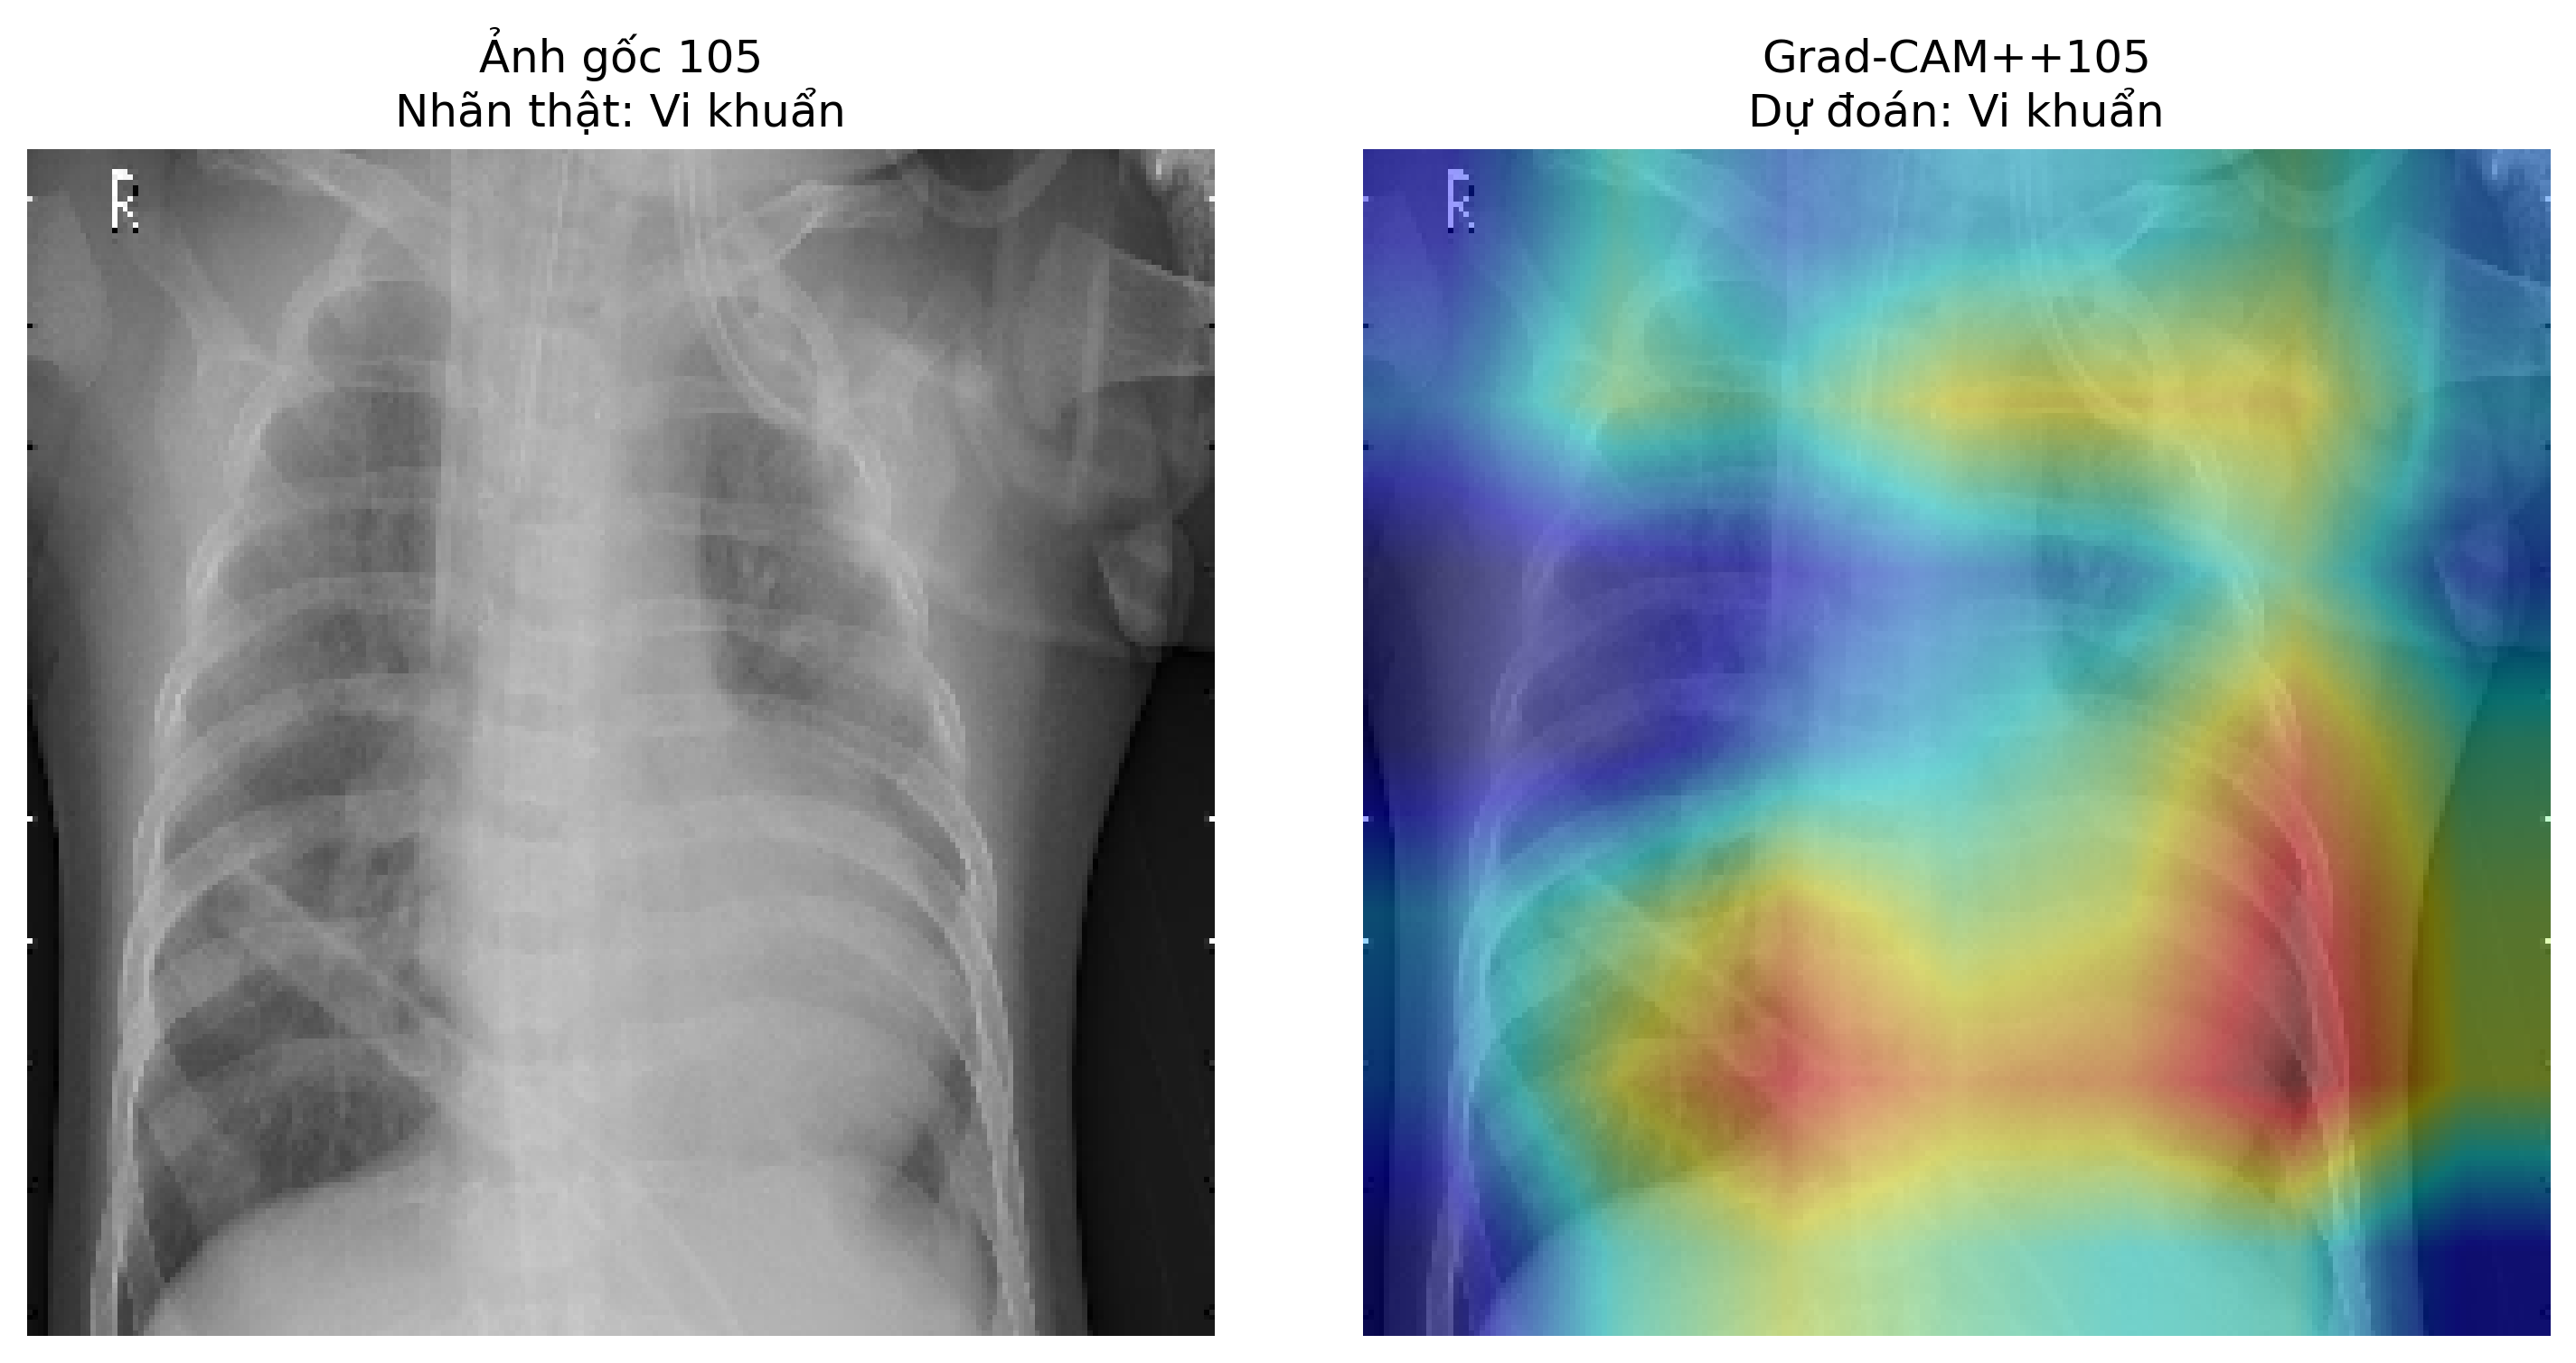 Ảnh gốc 105
Nhãn thật: Vi khuẩn
R
Grad-CAM++105
Dự đoán: Vi khuẩn
R